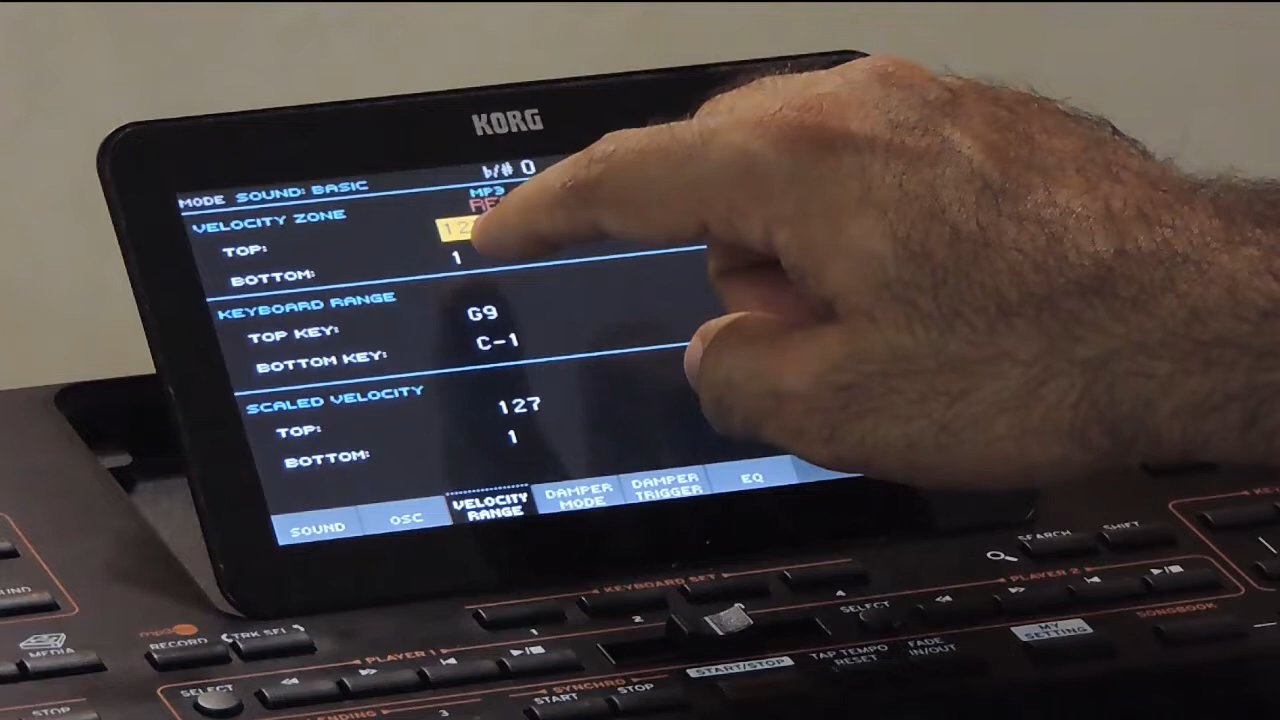 KORG
♭/# 0
MODE SOUND: BASIC
MP3
VELOCITY ZONE
TOP:
BOTTOM: 1
KEYBOARD RANGE
TOP KEY: G9
BOTTOM KEY: C-1
SCALED VELOCITY
TOP: 127
BOTTOM: 1
SOUND OSC VELOCITY RANGE DAMPER MODE DAMPER TRIGGER EQ
SEARCH SHIFT
KEYBOARD SET
PLAYER 2
1 2 4
SELECT
SONGBOOK
MY SETTING
MEDIA
mp3
RECORD
PLAYER 1
START/STOP
TAP TEMPO RESET
FADE IN/OUT
SELECT
SYNCHRO
START STOP
STOP
3